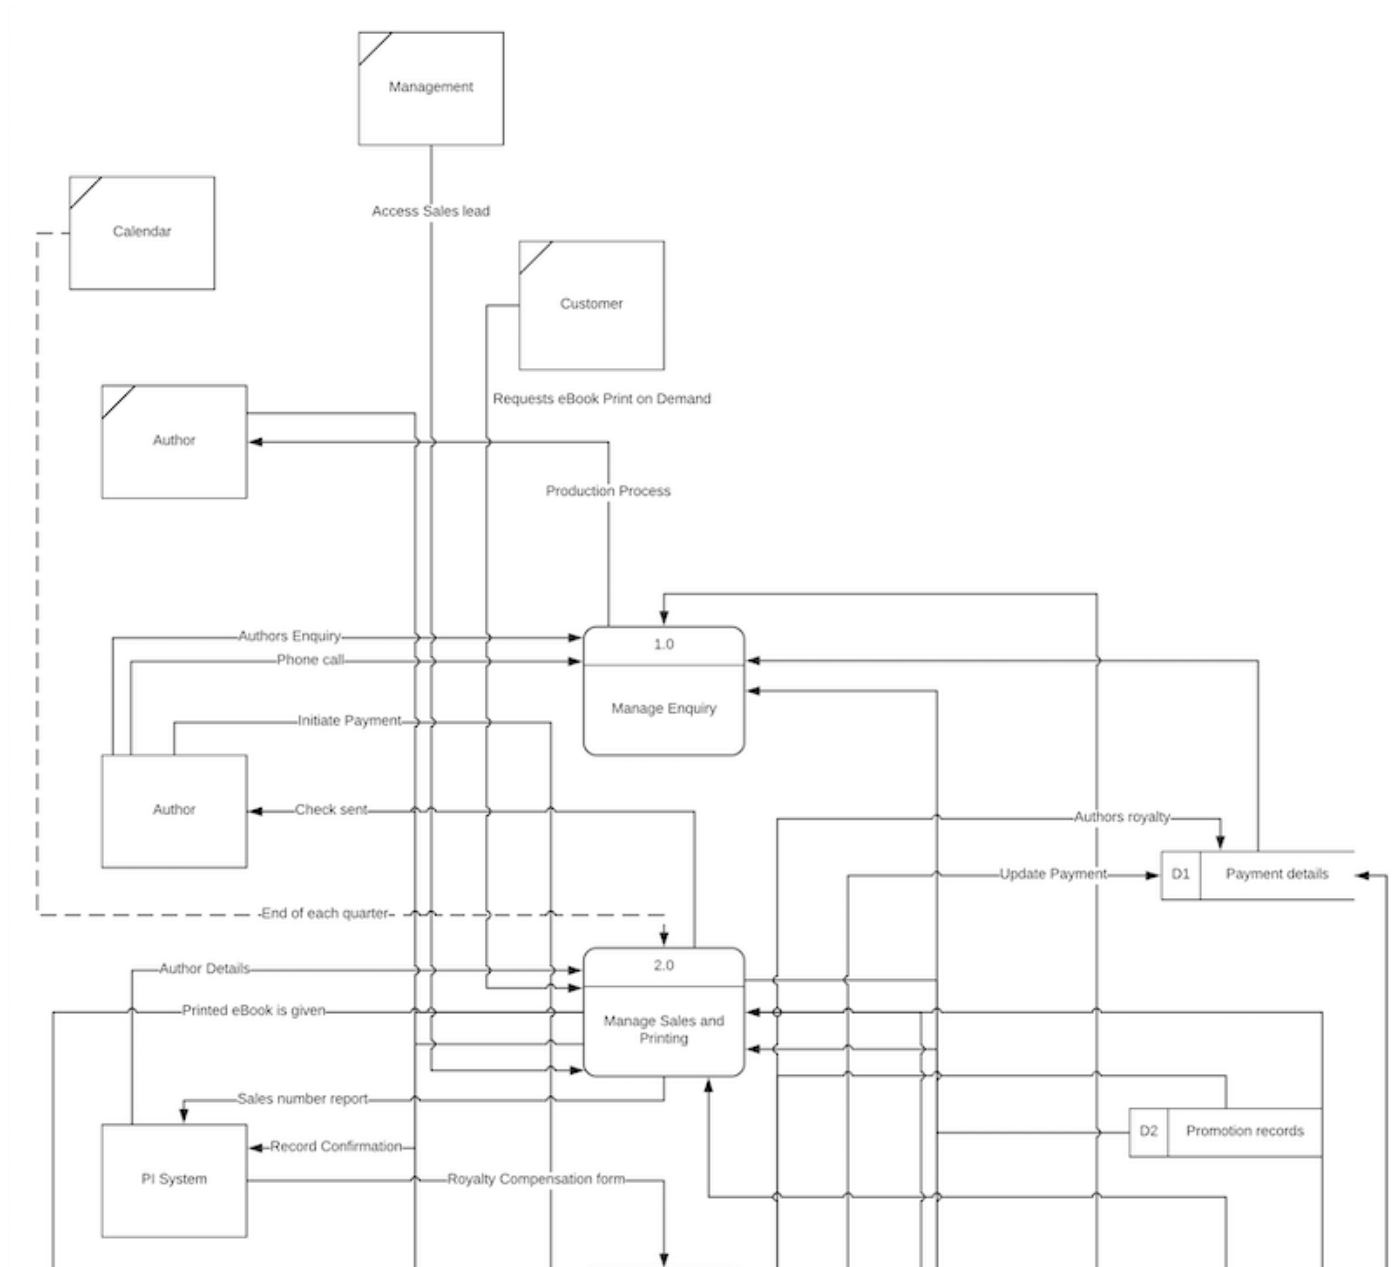 Management
Access Sales lead
Calendar
Customer
Requests eBook Print on Demand
Author
Production Process
Authors Enquiry
1.0
Phone call
Manage Enquiry
Initiate Payment
Author
Check sent
Authors royalty
Update Payment
D1
Payment details
End of each quarter
2.0
Author Details
Printed eBook is given
Manage Sales and
Printing
Sales number report
D2
Promotion records
Record Confirmation
PI System
Royalty Compensation form